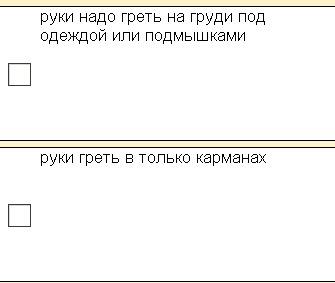 руки надо греть на груди под
одеждой или подмышками
руки греть в только карманах